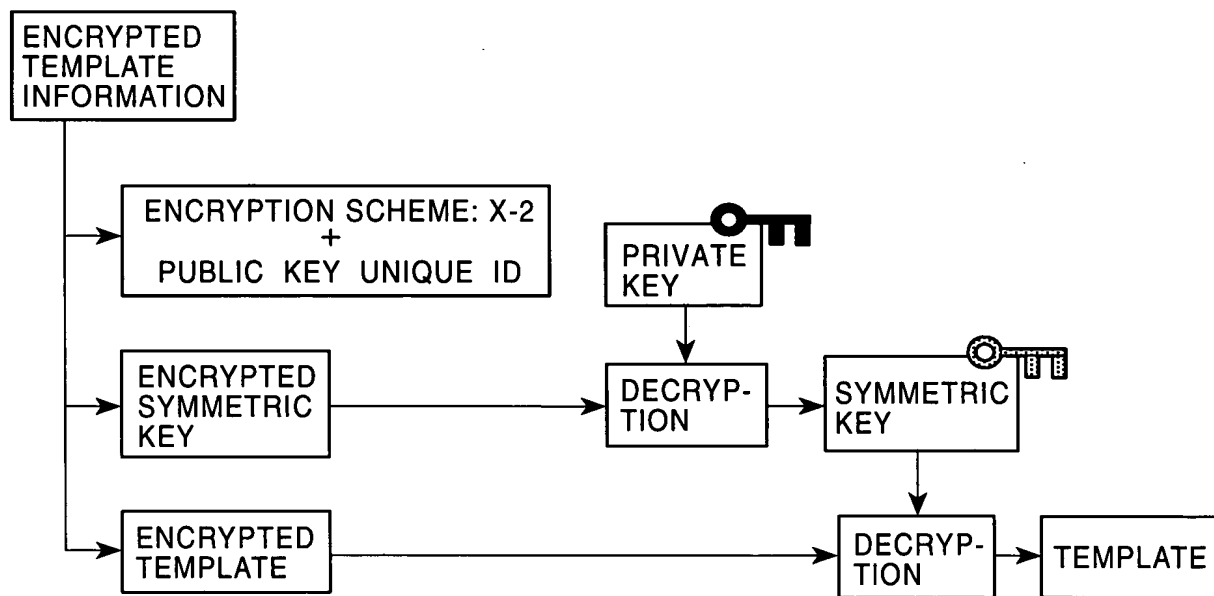 ENCRYPTED
TEMPLATE
INFORMATION
ENCRYPTION SCHEME: X-2
+
PUBLIC KEY UNIQUE ID
PRIVATE
KEY
ENCRYPTED
SYMMETRIC
KEY
DECRYP-
TION
SYMMETRIC
KEY
ENCRYPTED
TEMPLATE
DECRYP-
TION
TEMPLATE